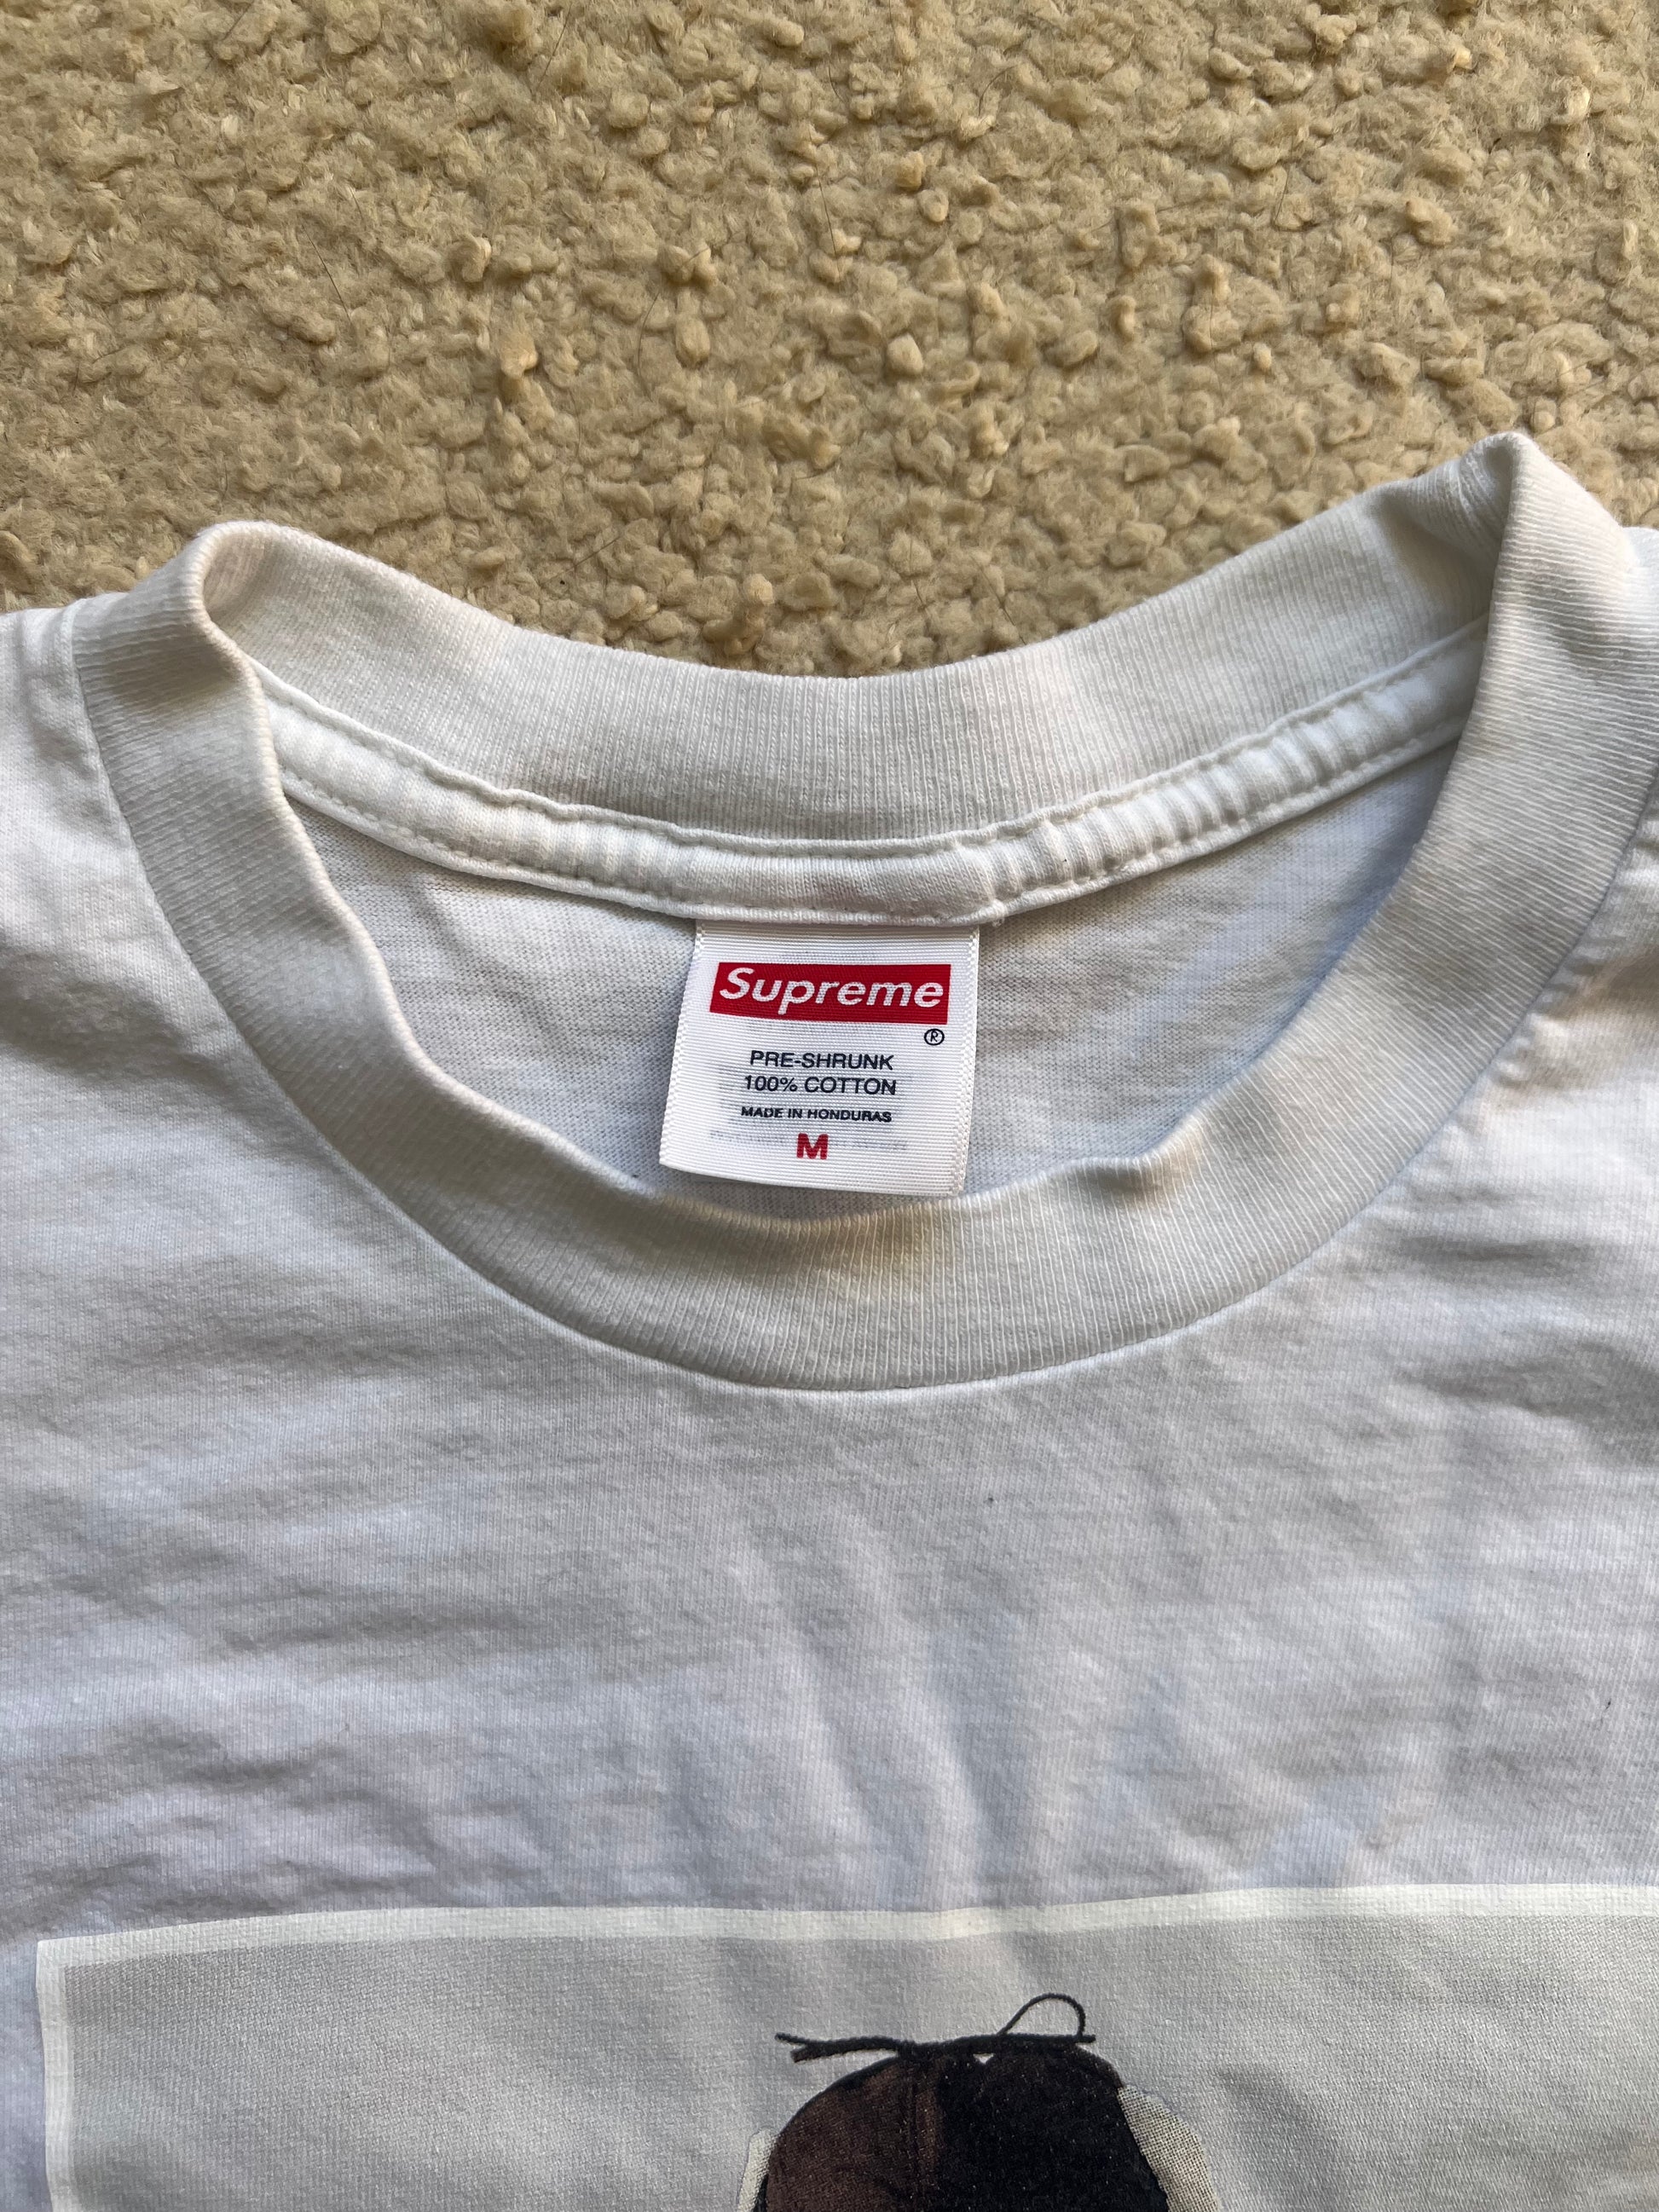 Supreme
®
PRE-SHRUNK
100% COTTON
MADE IN HONDURAS
M